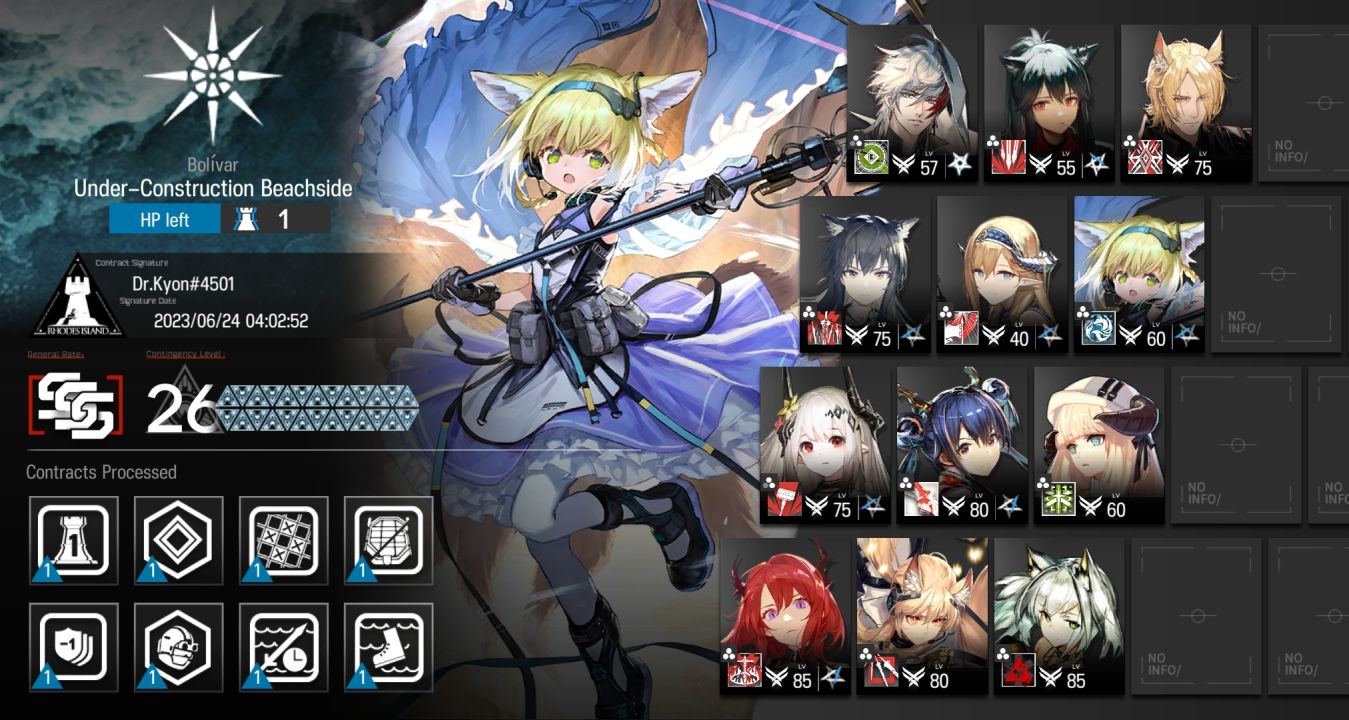 Bolívar
Under-Construction Beachside
HP left 1
Contract Signature
Dr.Kyon#4501
Signature Date
2023/06/24 04:02:52
RHODES ISLAND
General Rate:
Contingency Level:
SSS
26
Contracts Processed
1
1 1 1 1
-1
1 1 1 1
LV 57
LV 55
LV 75
NO INFO/
LV 75
LV 40
LV 60
NO INFO/
LV 75
LV 80
LV 60
NO INFO/
NO INFO/
LV 85
LV 80
LV 85
NO INFO/
NO INFO/